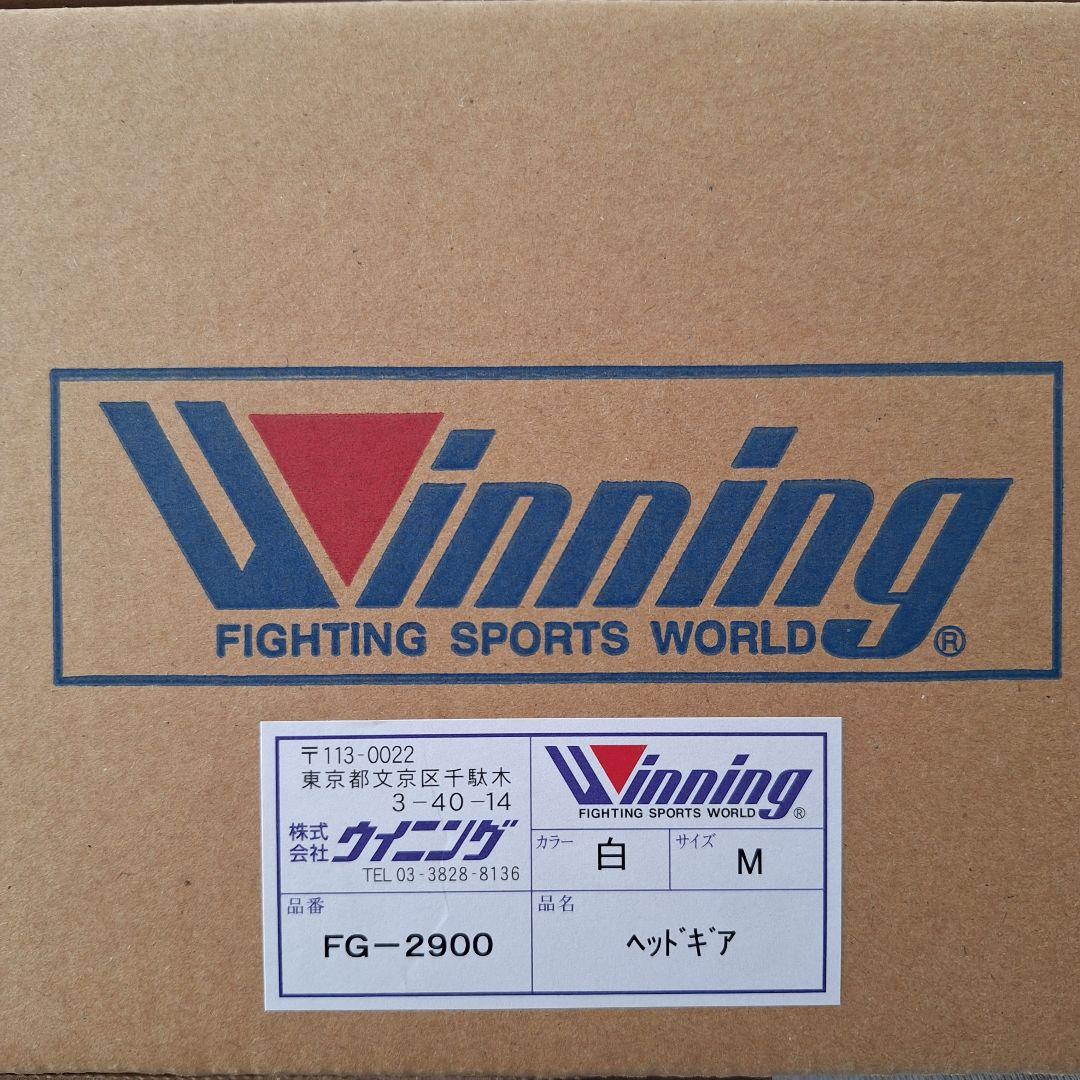 Winning
FIGHTING SPORTS WORLD®
〒113-0022
東京都文京区千駄木
3-40-14
株式会社 ウイニング
TEL 03-3828-8136
Winning
FIGHTING SPORTS WORLD®
カラー 白
サイズ M
品番
FG-2900
品名
ヘッドギア